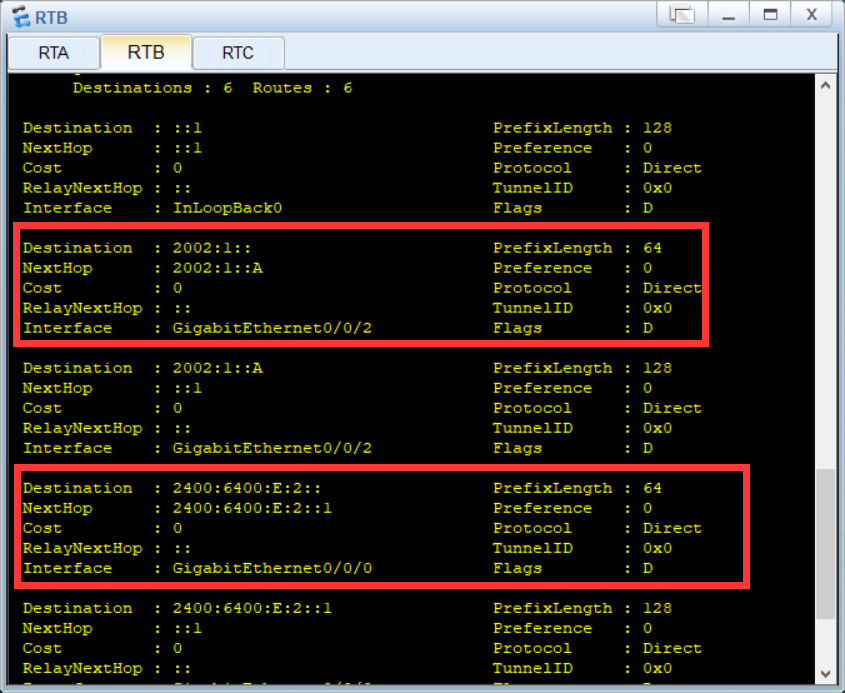 RTB
RTA RTB RTC
Destinations : 6 Routes : 6
Destination : ::1 PrefixLength : 128
NextHop : ::1 Preference : 0
Cost : 0 Protocol : Direct
RelayNextHop : :: TunnelID : 0x0
Interface : InLoopBack0 Flags : D
Destination : 2002:1:: PrefixLength : 64
NextHop : 2002:1::A Preference : 0
Cost : 0 Protocol : Direct
RelayNextHop : :: TunnelID : 0x0
Interface : GigabitEthernet0/0/2 Flags : D
Destination : 2002:1::A PrefixLength : 128
NextHop : ::1 Preference : 0
Cost : 0 Protocol : Direct
RelayNextHop : :: TunnelID : 0x0
Interface : GigabitEthernet0/0/2 Flags : D
Destination : 2400:6400:E:2:: PrefixLength : 64
NextHop : 2400:6400:E:2::1 Preference : 0
Cost : 0 Protocol : Direct
RelayNextHop : :: TunnelID : 0x0
Interface : GigabitEthernet0/0/0 Flags : D
Destination : 2400:6400:E:2::1 PrefixLength : 128
NextHop : ::1 Preference : 0
Cost : 0 Protocol : Direct
RelayNextHop : :: TunnelID : 0x0